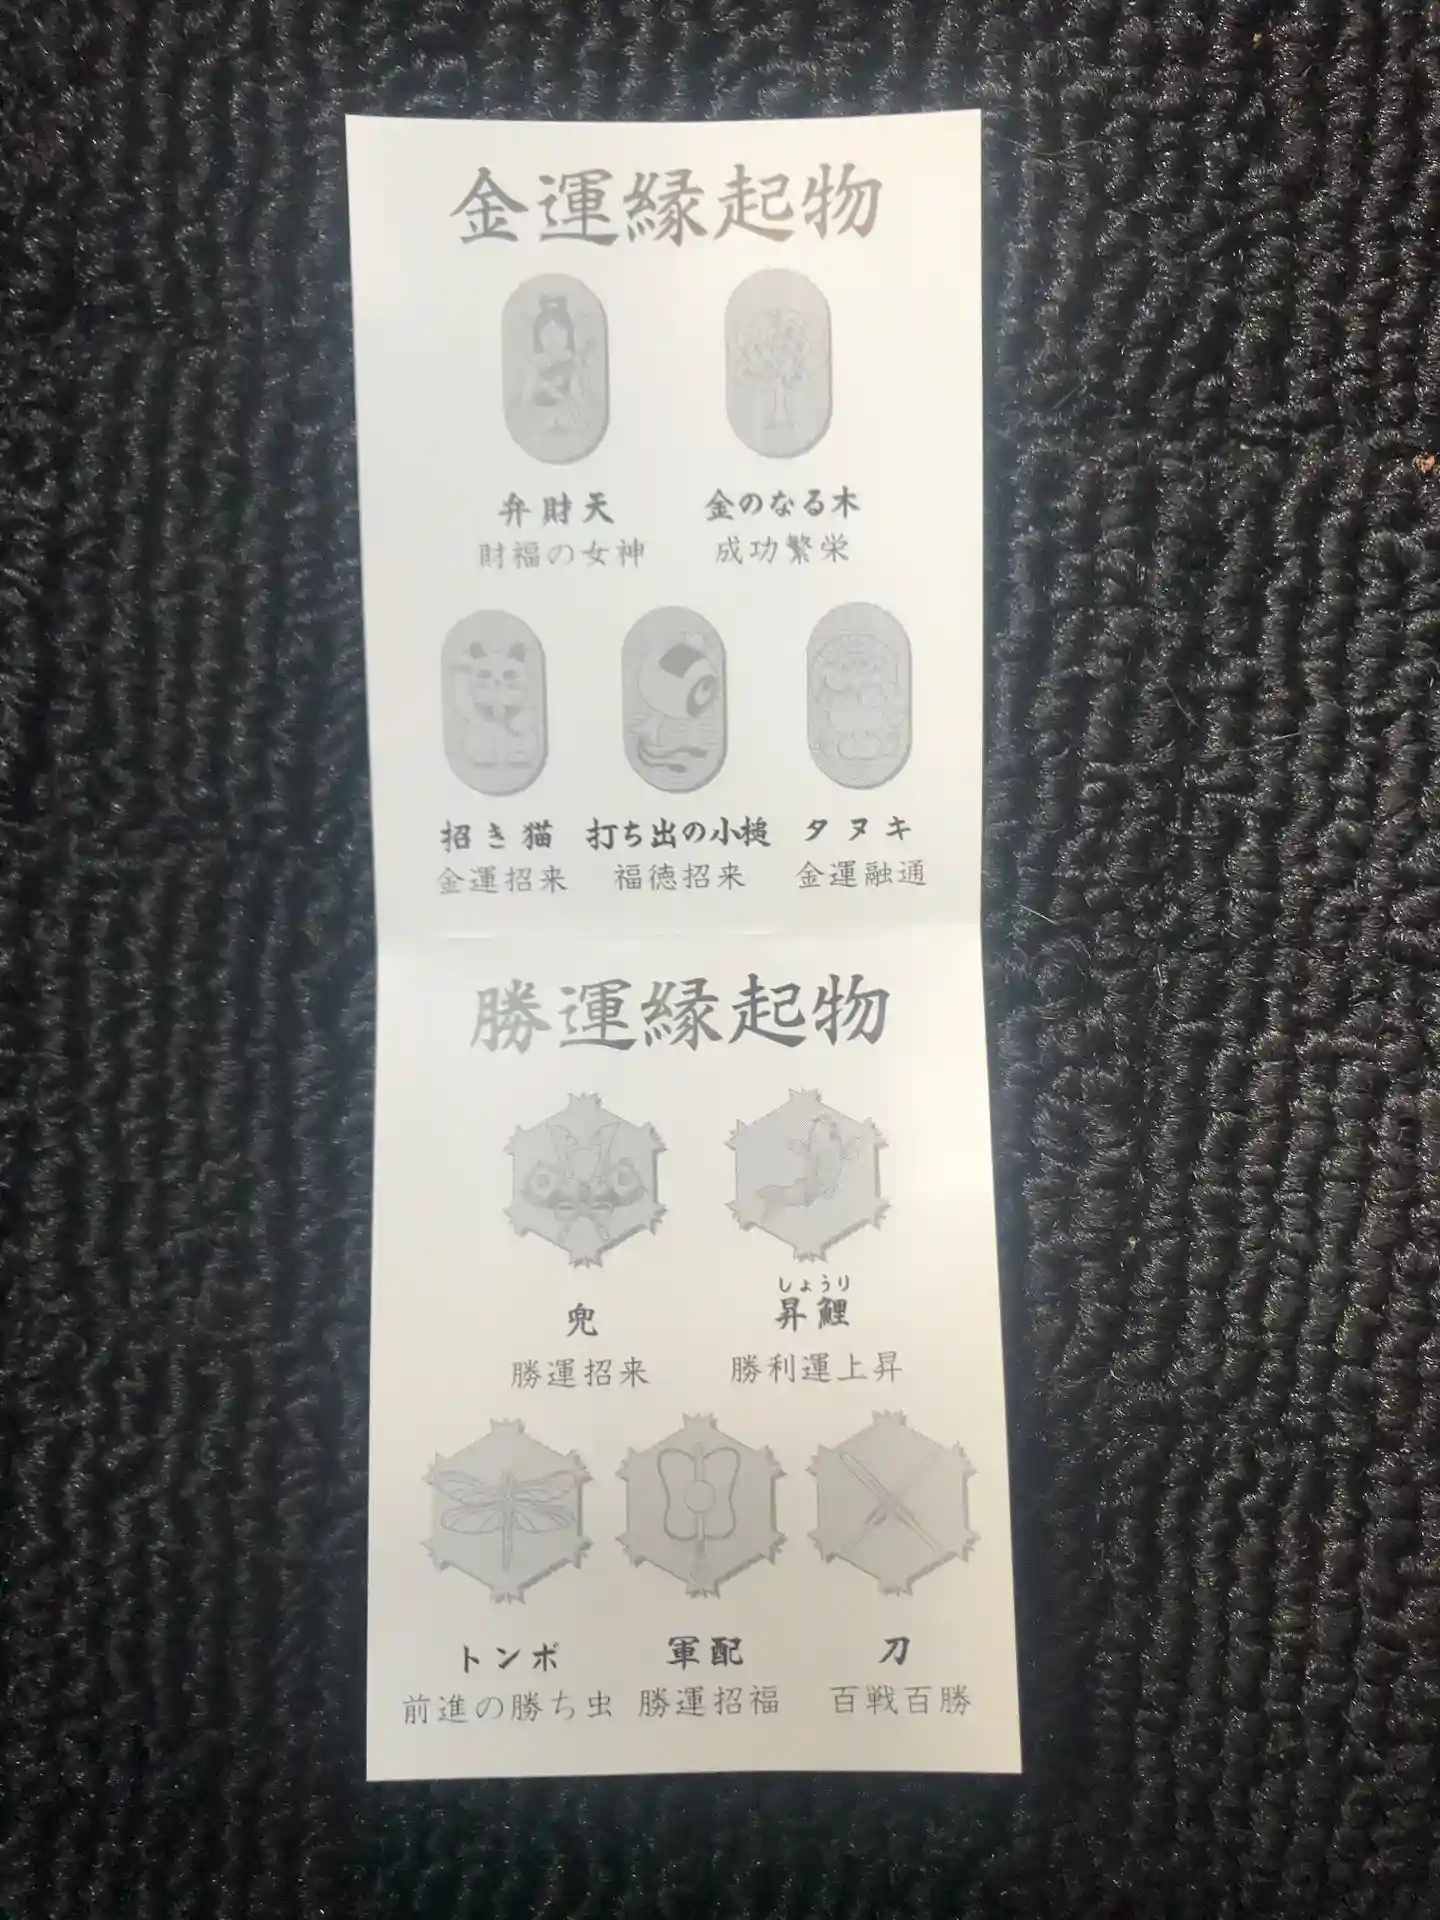 金運縁起物
弁財天 金のなる木
財福の女神 成功繁栄
招き猫 打ち出の小槌 タヌキ
金運招来 福徳招来 金運融通
勝運縁起物
しょうり
兜 昇鯉
勝運招来 勝利運上昇
トンボ 軍配 刀
前進の勝ち虫 勝運招福 百戦百勝